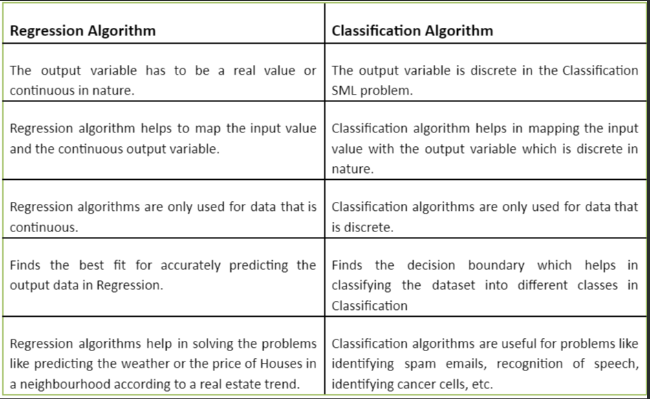 Regression Algorithm
Classification Algorithm
The output variable has to be a real value or
continuous in nature.
The output variable is discrete in the Classification
SML problem.
Regression algorithm helps to map the input value
and the continuous output variable.
Classification algorithm helps in mapping the input
value with the output variable which is discrete in
nature.
Regression algorithms are only used for data that is
continuous.
Classification algorithms are only used for data that
is discrete.
Finds the best fit for accurately predicting the
output data in Regression.
Finds the decision boundary which helps in
classifying the dataset into different classes in
Classification
Regression algorithms help in solving the problems
like predicting the weather or the price of Houses in
a neighbourhood according to a real estate trend.
Classification algorithms are useful for problems like
identifying spam emails, recognition of speech,
identifying cancer cells, etc.